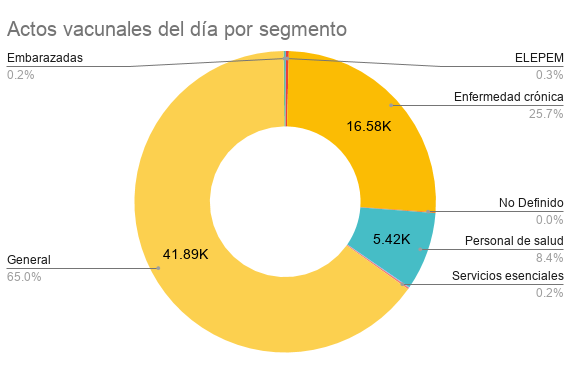 Actos vacunales del día por segmento
Embarazadas
0.2%
ELEPEM
0.3%
Enfermedad crónica
25.7%
16.58K
No Definido
0.0%
Personal de salud
8.4%
5.42K
41.89K
General
65.0%
Servicios esenciales
0.2%